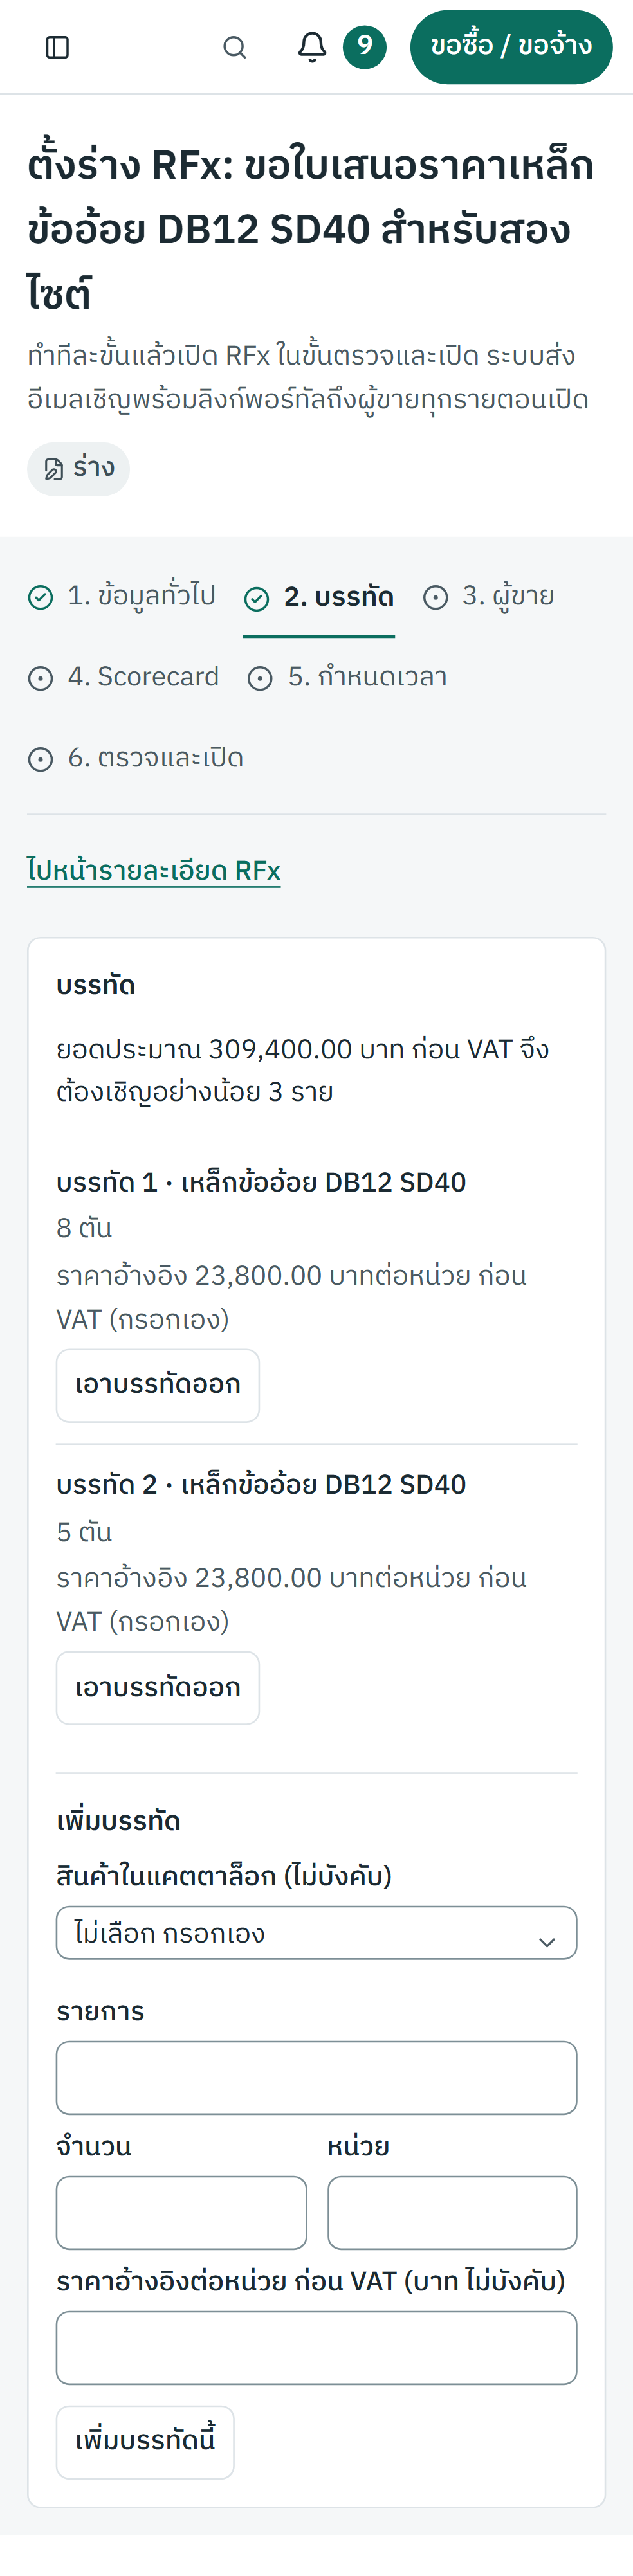 9
ขอซื้อ / ขอจ้าง
ตั้งร่าง RFx: ขอใบเสนอราคาเหล็ก
ข้ออ้อย DB12 SD40 สำหรับสอง
ไซต์
ทำทีละขั้นแล้วเปิด RFx ในขั้นตรวจและเปิด ระบบส่ง
อีเมลเชิญพร้อมลิงก์พอร์ทัลถึงผู้ขายทุกรายตอนเปิด
ร่าง
1. ข้อมูลทั่วไป
2. บรรทัด
3. ผู้ขาย
4. Scorecard
5. กำหนดเวลา
6. ตรวจและเปิด
ไปหน้ารายละเอียด RFx
บรรทัด
ยอดประมาณ 309,400.00 บาท ก่อน VAT จึง
ต้องเชิญอย่างน้อย 3 ราย
บรรทัด 1 · เหล็กข้ออ้อย DB12 SD40
8 ตัน
ราคาอ้างอิง 23,800.00 บาทต่อหน่วย ก่อน
VAT (กรอกเอง)
เอาบรรทัดออก
บรรทัด 2 · เหล็กข้ออ้อย DB12 SD40
5 ตัน
ราคาอ้างอิง 23,800.00 บาทต่อหน่วย ก่อน
VAT (กรอกเอง)
เอาบรรทัดออก
เพิ่มบรรทัด
สินค้าในแคตตาล็อก (ไม่บังคับ)
ไม่เลือก กรอกเอง
รายการ
จำนวน
หน่วย
ราคาอ้างอิงต่อหน่วย ก่อน VAT (บาท ไม่บังคับ)
เพิ่มบรรทัดนี้